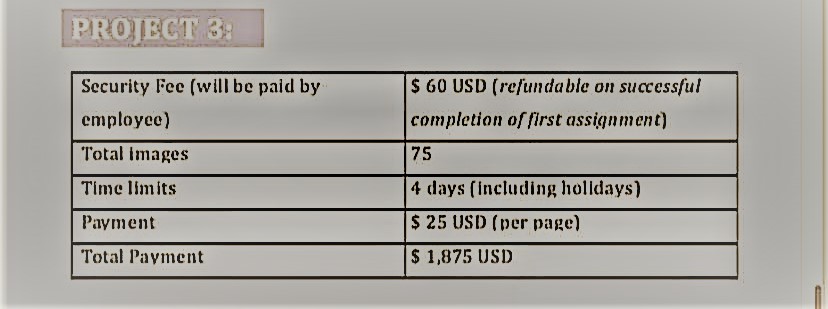 PROJECT 3:
Security Fee (will be paid by
employee)
$ 60 USD (refundable on successful
completion of first assignment)
Total images
75
Time limits
4 days (including holidays)
Payment
$ 25 USD (per page)
Total Payment
$ 1,875 USD